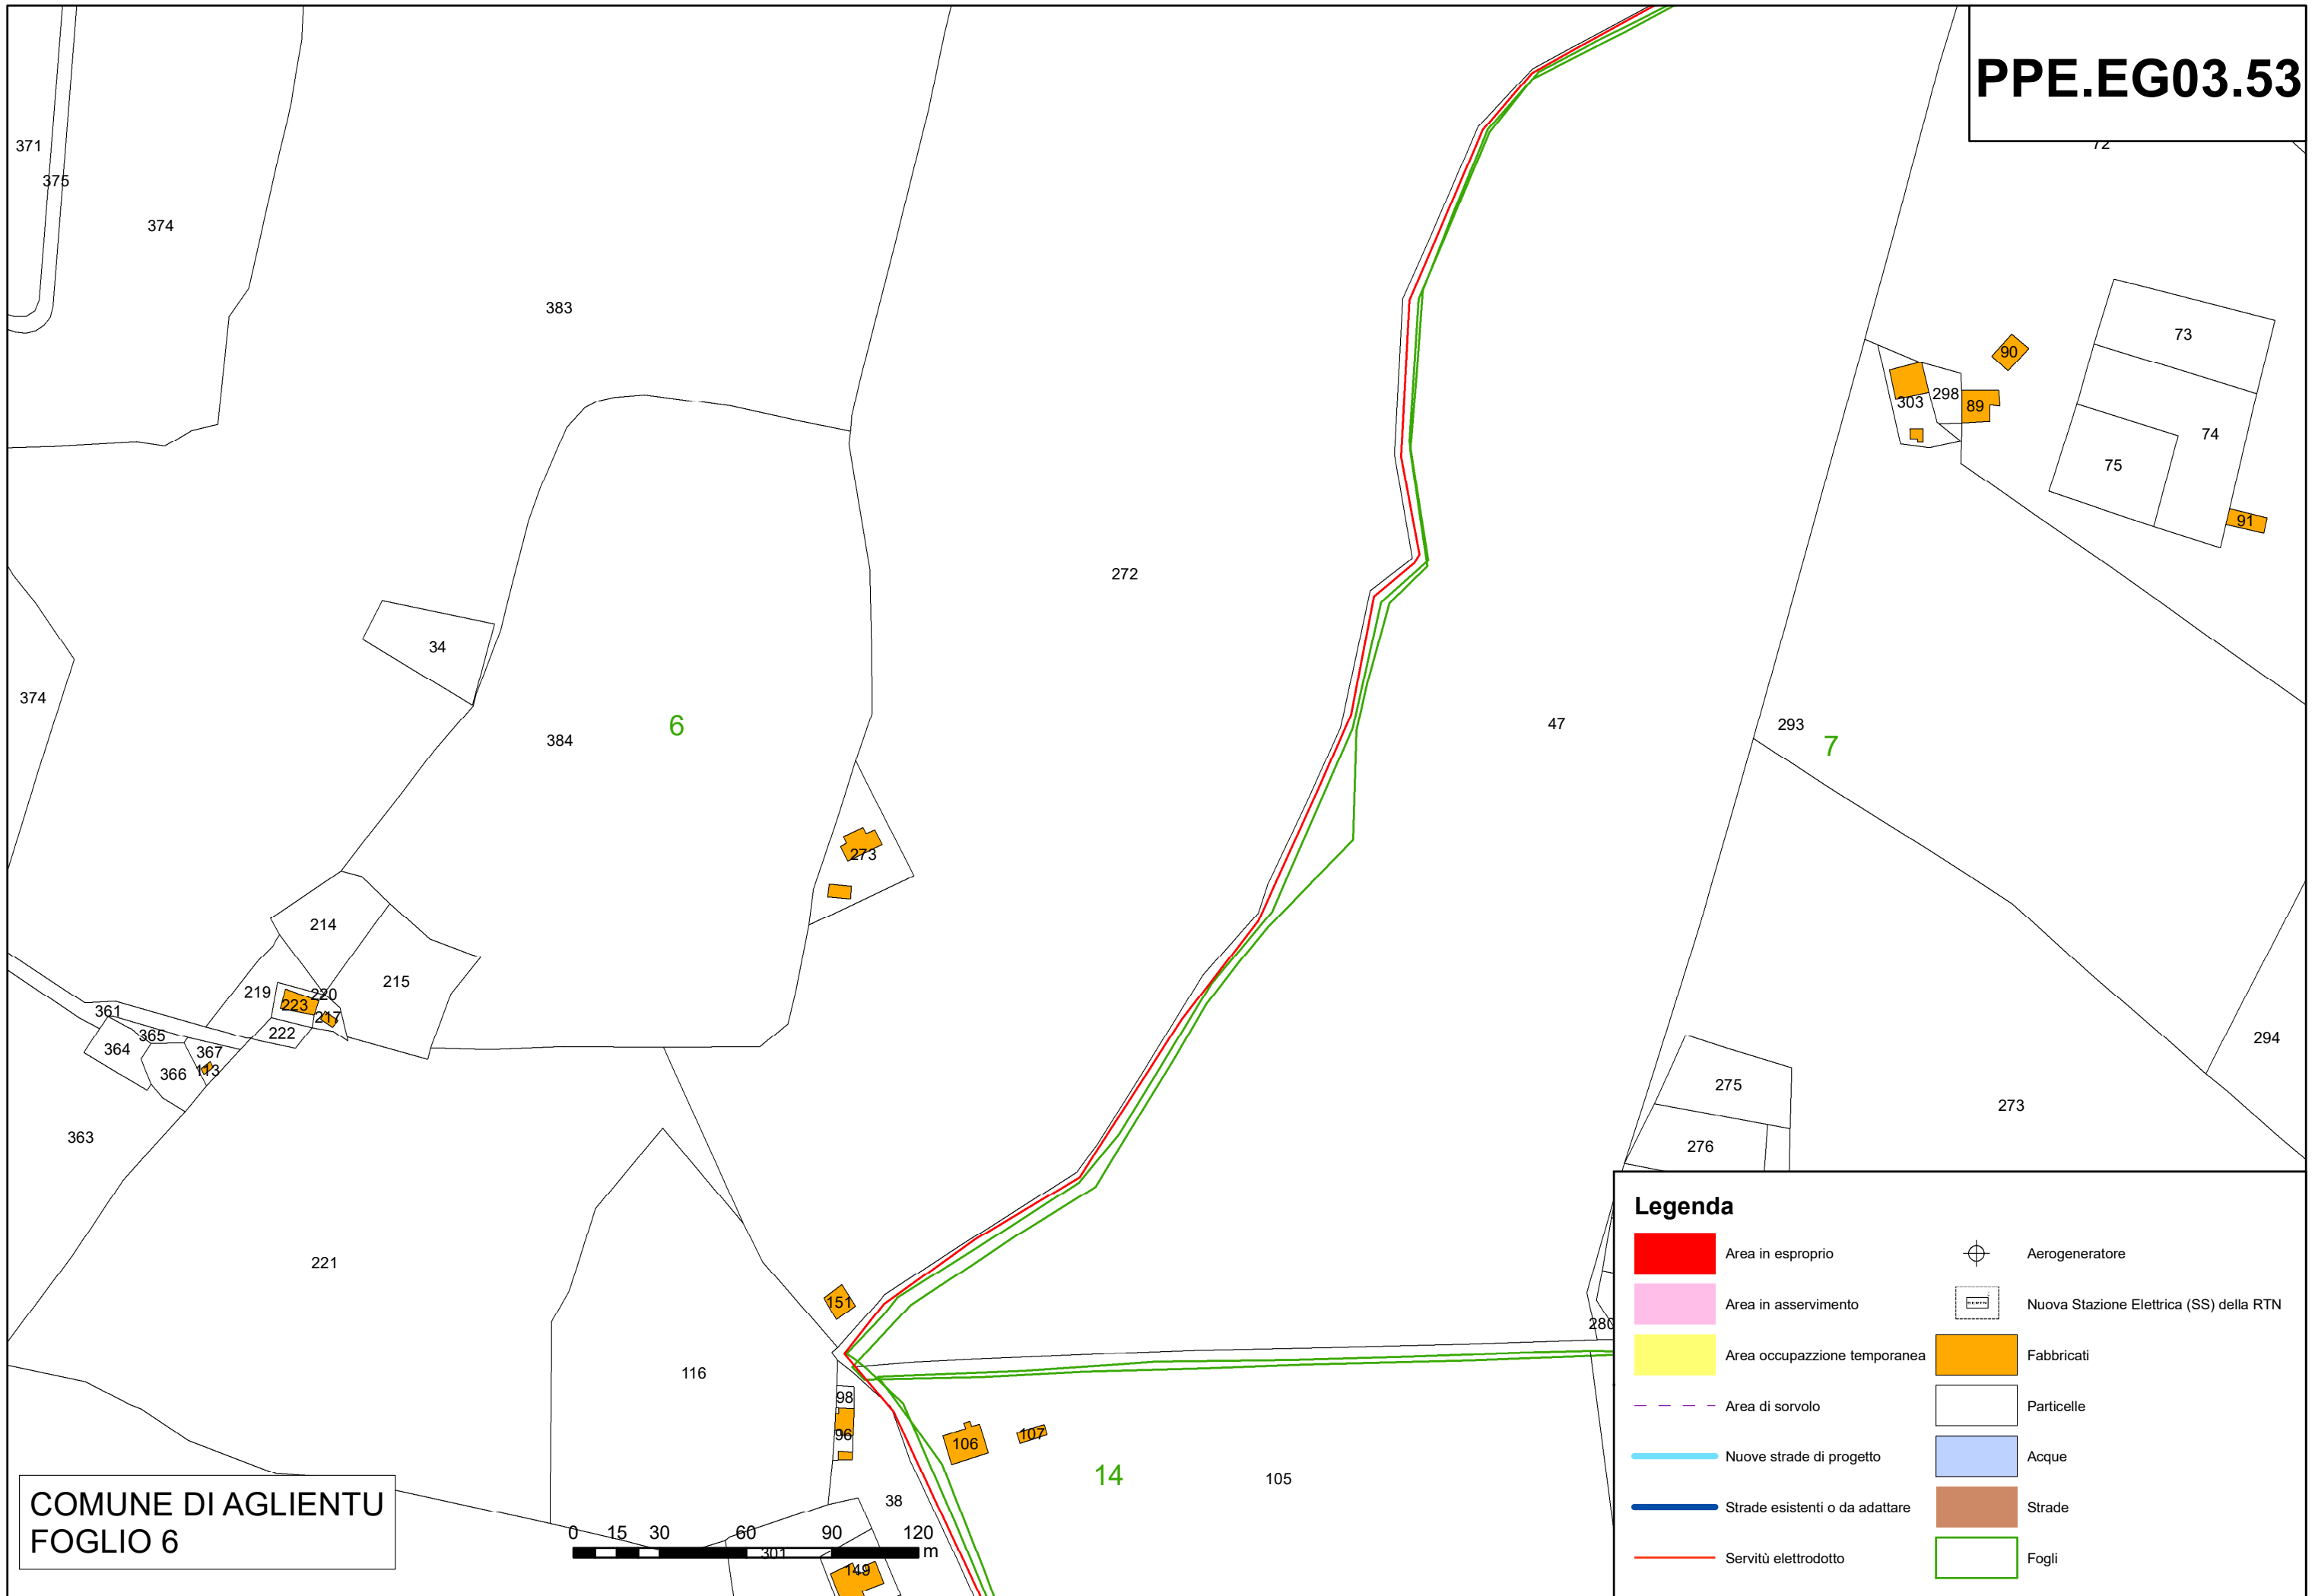 PPE.EG03.53
72
371
375
374
383
73
90
298
303
89
74
75
91
272
34
374
6
384
47
293
7
273
214
215
219
220
223
217
361
222
365
364
367
366
113
294
275
273
363
276
221
151
280
116
98
96
106
107
14
105
38
301
149
Legenda
Area in esproprio
Area in asservimento
Area occupazzione temporanea
Area di sorvolo
Nuove strade di progetto
Strade esistenti o da adattare
Servitù elettrodotto
Aerogeneratore
Nuova Stazione Elettrica (SS) della RTN
Fabbricati
Particelle
Acque
Strade
Fogli
COMUNE DI AGLIENTU
FOGLIO 6
0 15 30 60 90 120
m